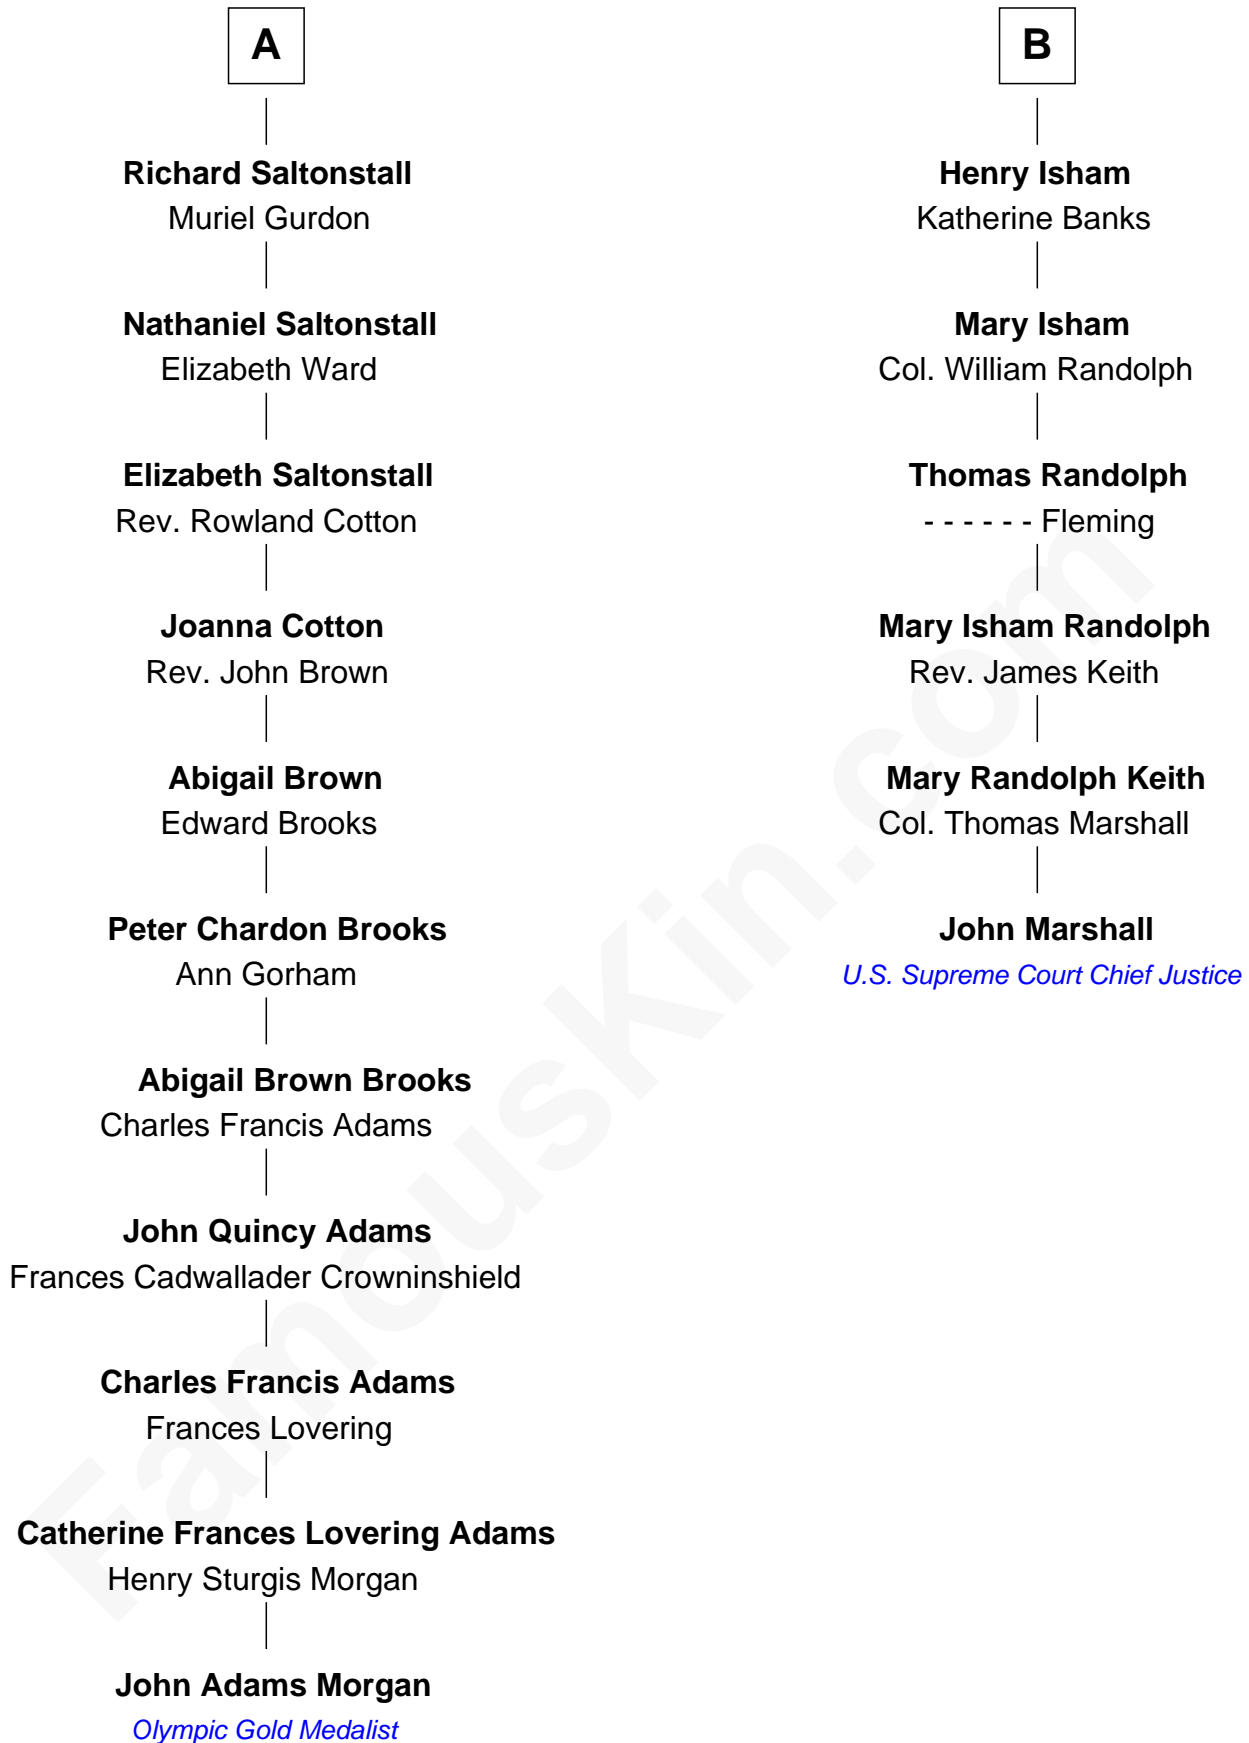 A
Richard Saltonstall
Muriel Gurdon
Nathaniel Saltonstall
Elizabeth Ward
Elizabeth Saltonstall
Rev. Rowland Cotton
Joanna Cotton
Rev. John Brown
Abigail Brown
Edward Brooks
Peter Chardon Brooks
Ann Gorham
Abigail Brown Brooks
Charles Francis Adams
John Quincy Adams
Frances Cadwallader Crowninshield
Charles Francis Adams
Frances Lovering
Catherine Frances Lovering Adams
Henry Sturgis Morgan
John Adams Morgan
Olympic Gold Medalist
B
Henry Isham
Katherine Banks
Mary Isham
Col. William Randolph
Thomas Randolph
- - - - - - Fleming
Mary Isham Randolph
Rev. James Keith
Mary Randolph Keith
Col. Thomas Marshall
John Marshall
U.S. Supreme Court Chief Justice
FamousKin.com